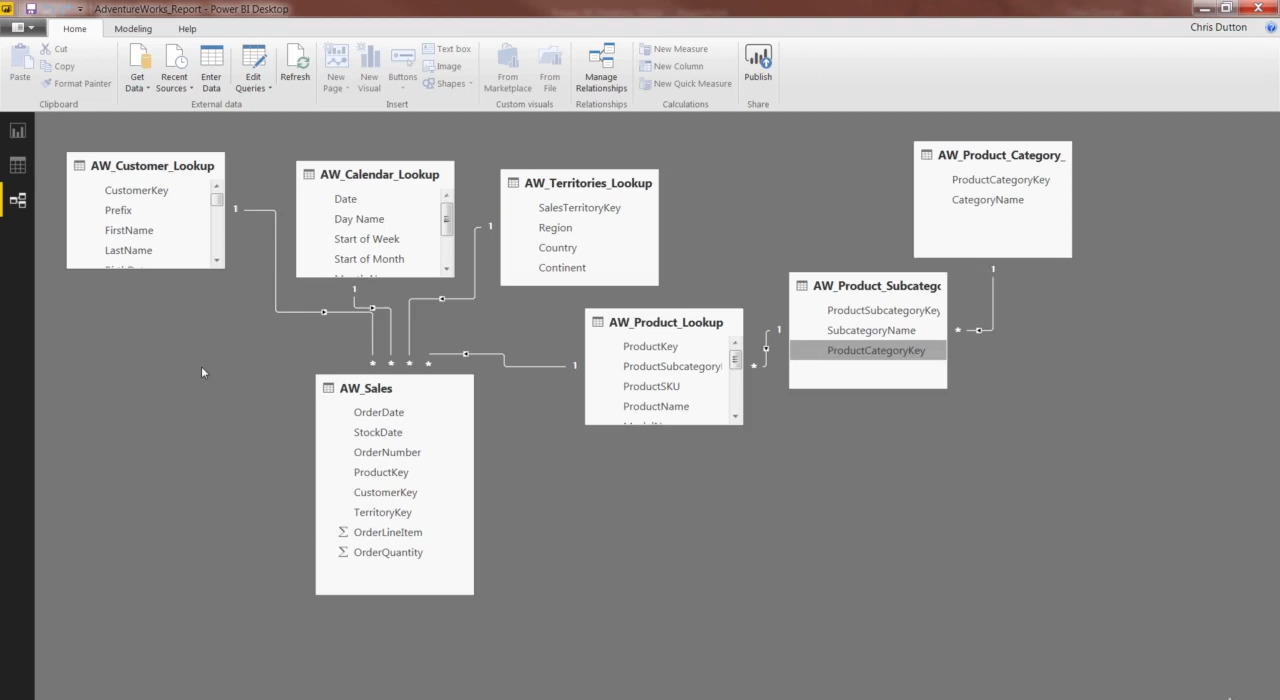 AdventureWorks_Report - Power BI Desktop
Home Modeling Help Chris Dutton
Paste
Cut
Copy
Format Painter
Clipboard
Get Data
Recent Sources
Enter Data
Edit Queries
Refresh
External data
New Page
New Visual
Buttons
Text box
Image
Shapes
Insert
From Marketplace
From File
Custom visuals
Manage Relationships
Relationships
New Measure
New Column
New Quick Measure
Calculations
Publish
Share
AW_Customer_Lookup
CustomerKey
Prefix
FirstName
LastName
1
AW_Calendar_Lookup
Date
Day Name
Start of Week
Start of Month
1
AW_Territories_Lookup
SalesTerritoryKey
Region
Country
Continent
1
AW_Product_Category_
ProductCategoryKey
CategoryName
1
AW_Product_Subcateg
ProductSubcategoryKey
SubcategoryName
ProductCategoryKey
1
*
AW_Product_Lookup
ProductKey
ProductSubcategory
ProductSKU
ProductName
1
*
* * * *
AW_Sales
OrderDate
StockDate
OrderNumber
ProductKey
CustomerKey
TerritoryKey
Σ OrderLineItem
Σ OrderQuantity